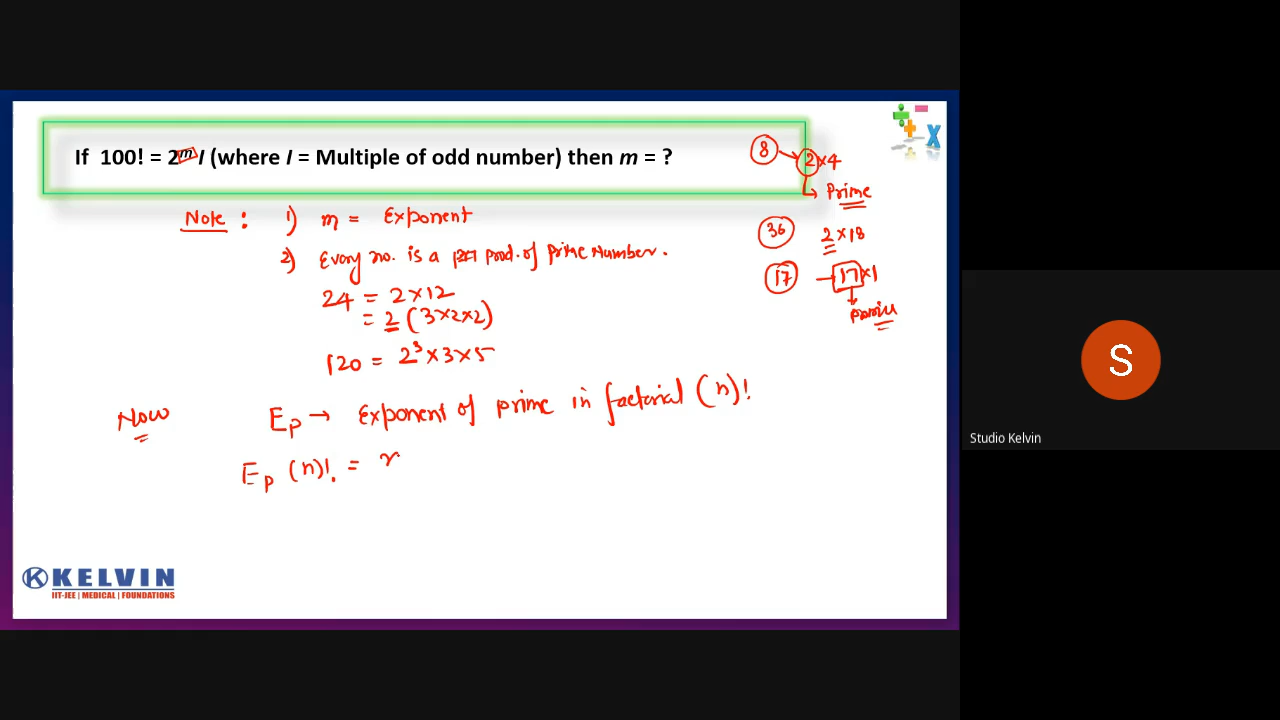 If 100! = 2^m I (where I = Multiple of odd number) then m = ?
8 → 2×4
→ Prime
36 2×18
17 – 17×1
Prime
Note : 1) m = Exponent
2) Every no. is a prod. of Prime Number.
24 = 2×12
= 2 (3×2×2)
120 = 2³×3×5
Now Ep → Exponent of prime in factorial (n)!
Ep (n)! =
KELVIN
IIT-JEE | MEDICAL | FOUNDATIONS
S
Studio Kelvin